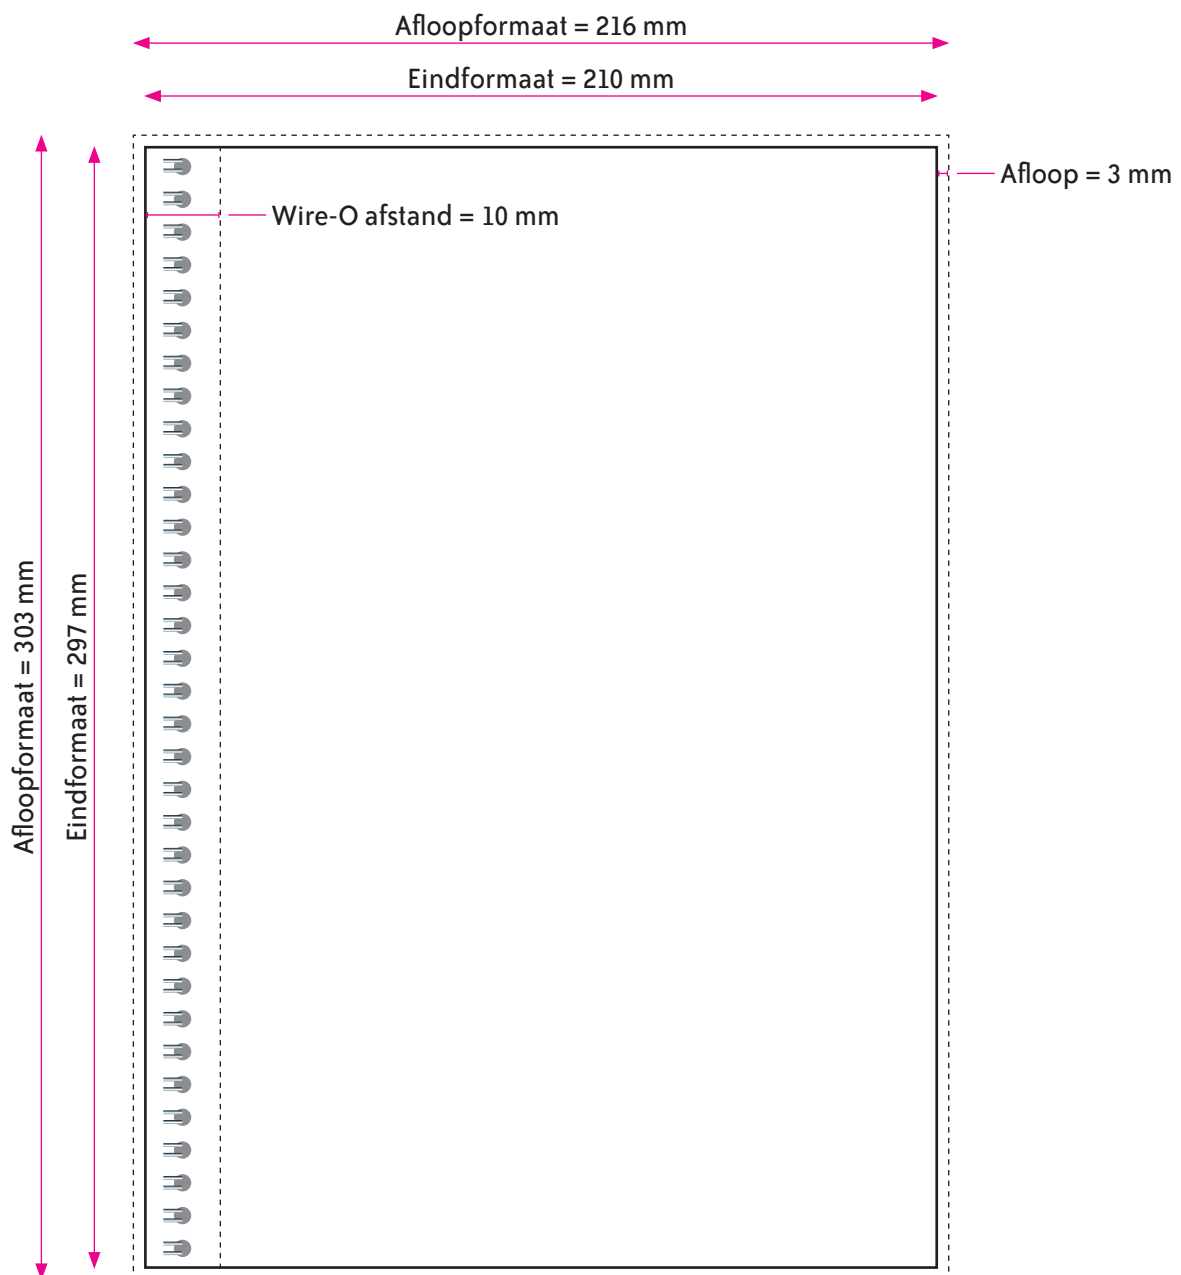 Afloopformaat = 216 mm
Eindformaat = 210 mm
Afloop = 3 mm
Wire-O afstand = 10 mm
Afloopformaat = 303 mm
Eindformaat = 297 mm